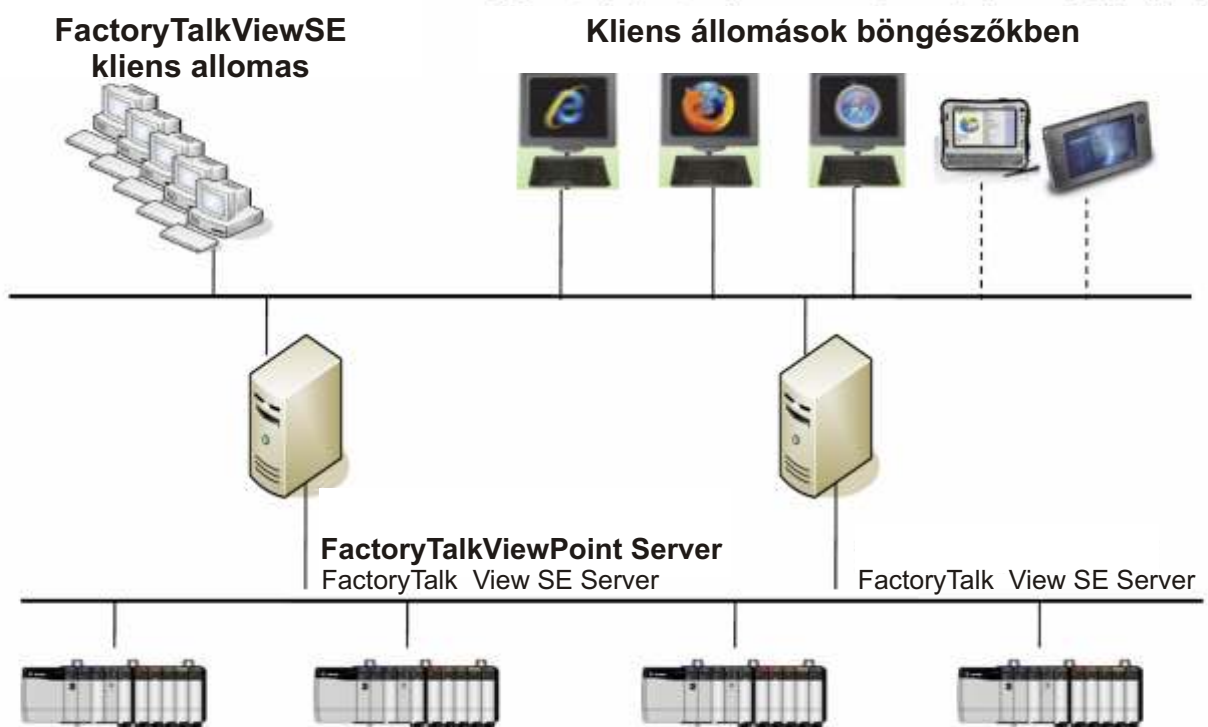 FactoryTalkViewSE
kliens allomas
Kliens állomások böngészőkben
FactoryTalkViewPoint Server
FactoryTalk View SE Server
FactoryTalk View SE Server